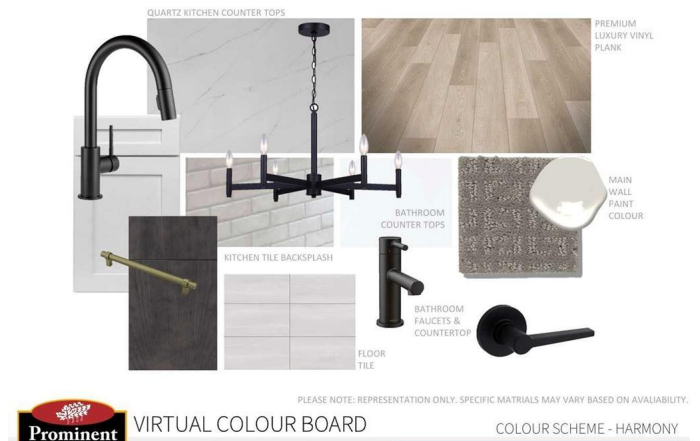 QUARTZ KITCHEN COUNTER TOPS
PREMIUM
LUXURY VINYL
PLANK
MAIN
WALL
PAINT
COLOUR
BATHROOM
COUNTER TOPS
KITCHEN TILE BACKSPLASH
BATHROOM
FAUCETS &
COUNTERTOP
FLOOR
TILE
PLEASE NOTE: REPRESENTATION ONLY. SPECIFIC MATRIALS MAY VARY BASED ON AVALIABILITY.
Prominent
VIRTUAL COLOUR BOARD
COLOUR SCHEME - HARMONY